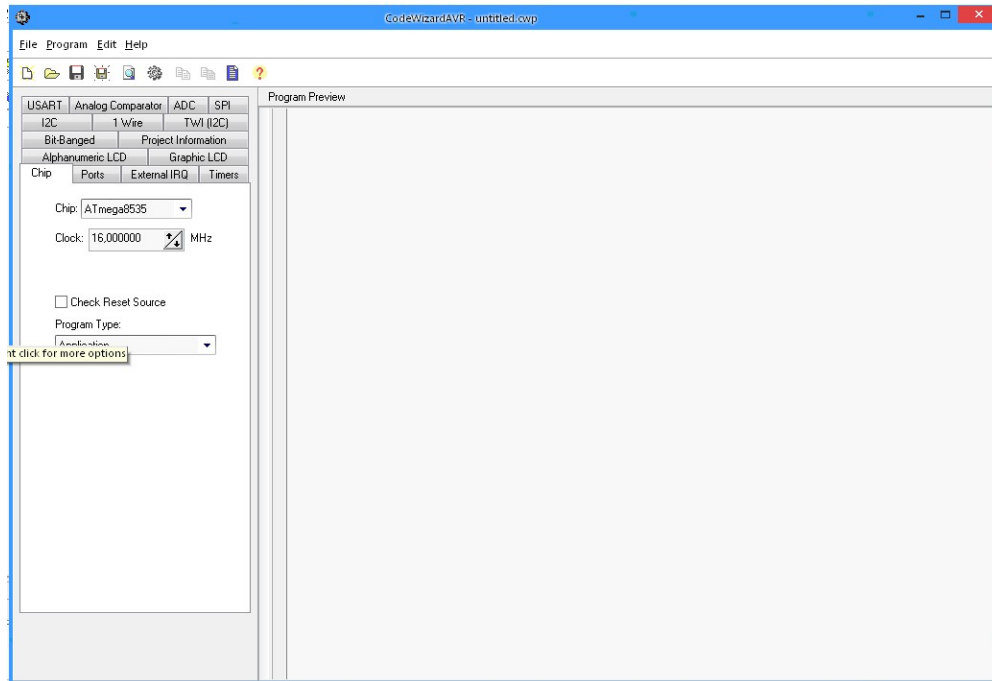 CodeWizardAVR - untitled.cwp
File Program Edit Help
Program Preview
USART Analog Comparator ADC SPI
I2C 1 Wire TWI (I2C)
Bit-Banged Project Information
Alphanumeric LCD Graphic LCD
Chip Ports External IRQ Timers
Chip: ATmega8535
Clock: 16,000000 MHz
Check Reset Source
Program Type:
Application
click for more options